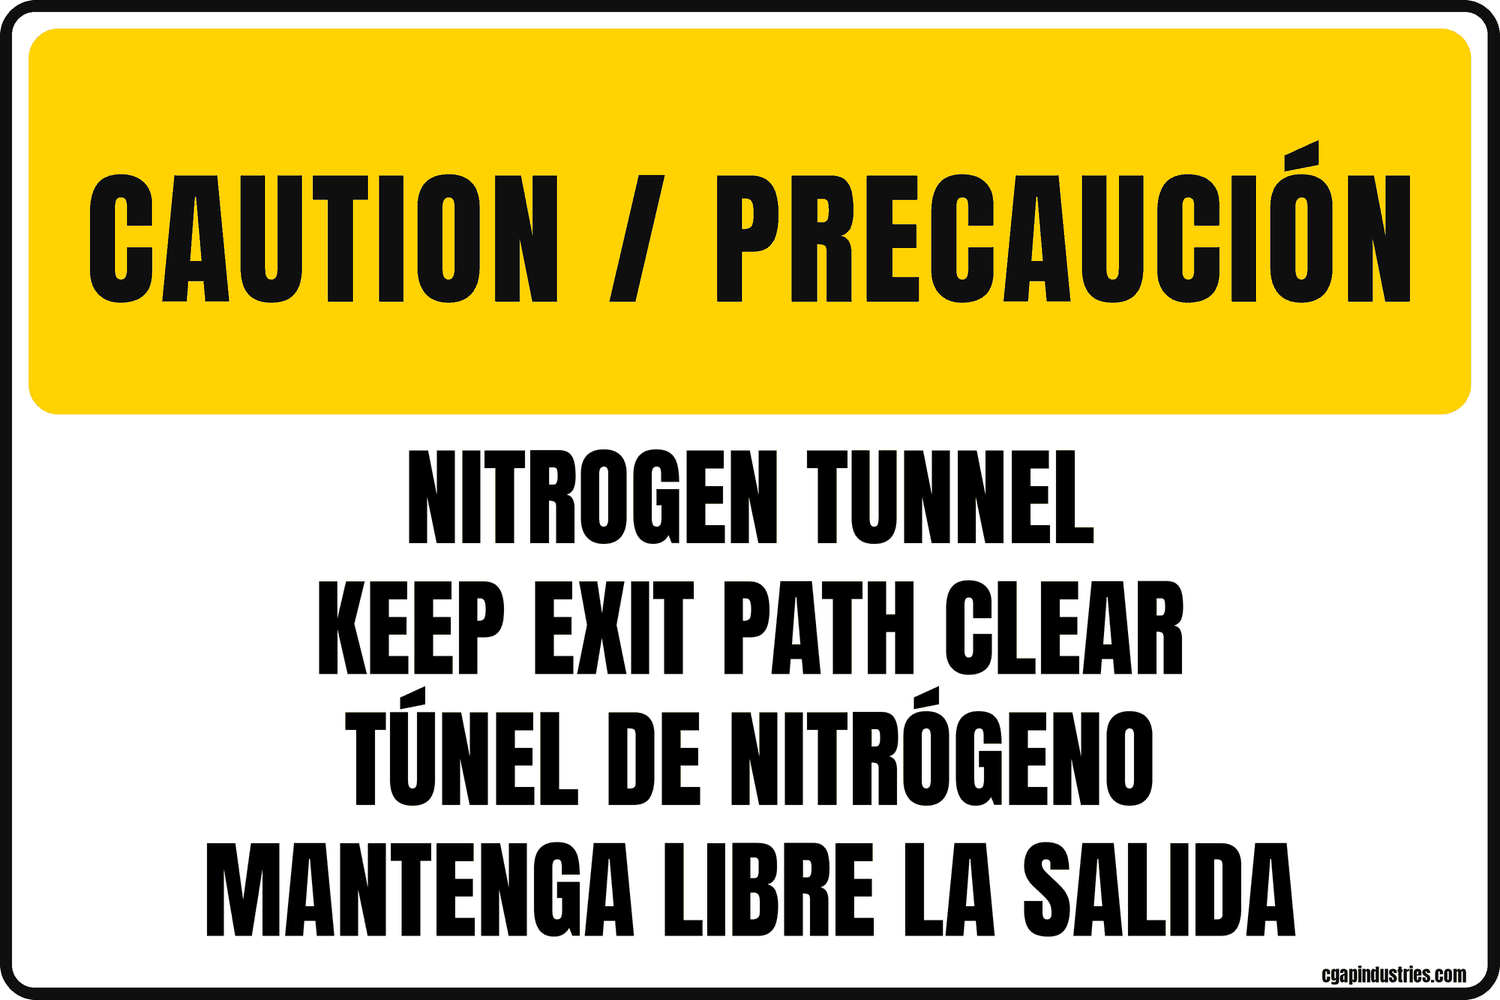 CAUTION / PRECAUCIÓN
NITROGEN TUNNEL
KEEP EXIT PATH CLEAR
TÚNEL DE NITRÓGENO
MANTENGA LIBRE LA SALIDA
cgapindustries.com